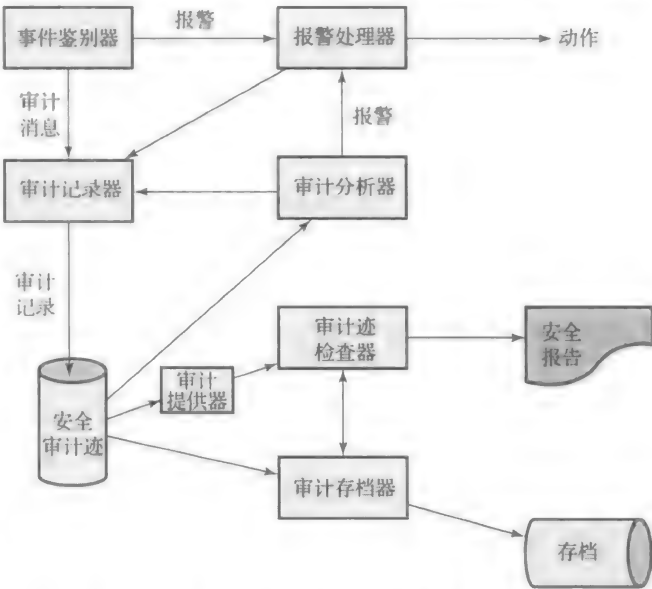 事件鉴别器
报警
报警处理器
动作
审计
消息
报警
审计记录器
审计分析器
审计
记录
审计迹
检查器
安全
报告
审计
提供器
安全
审计迹
审计存档器
存档